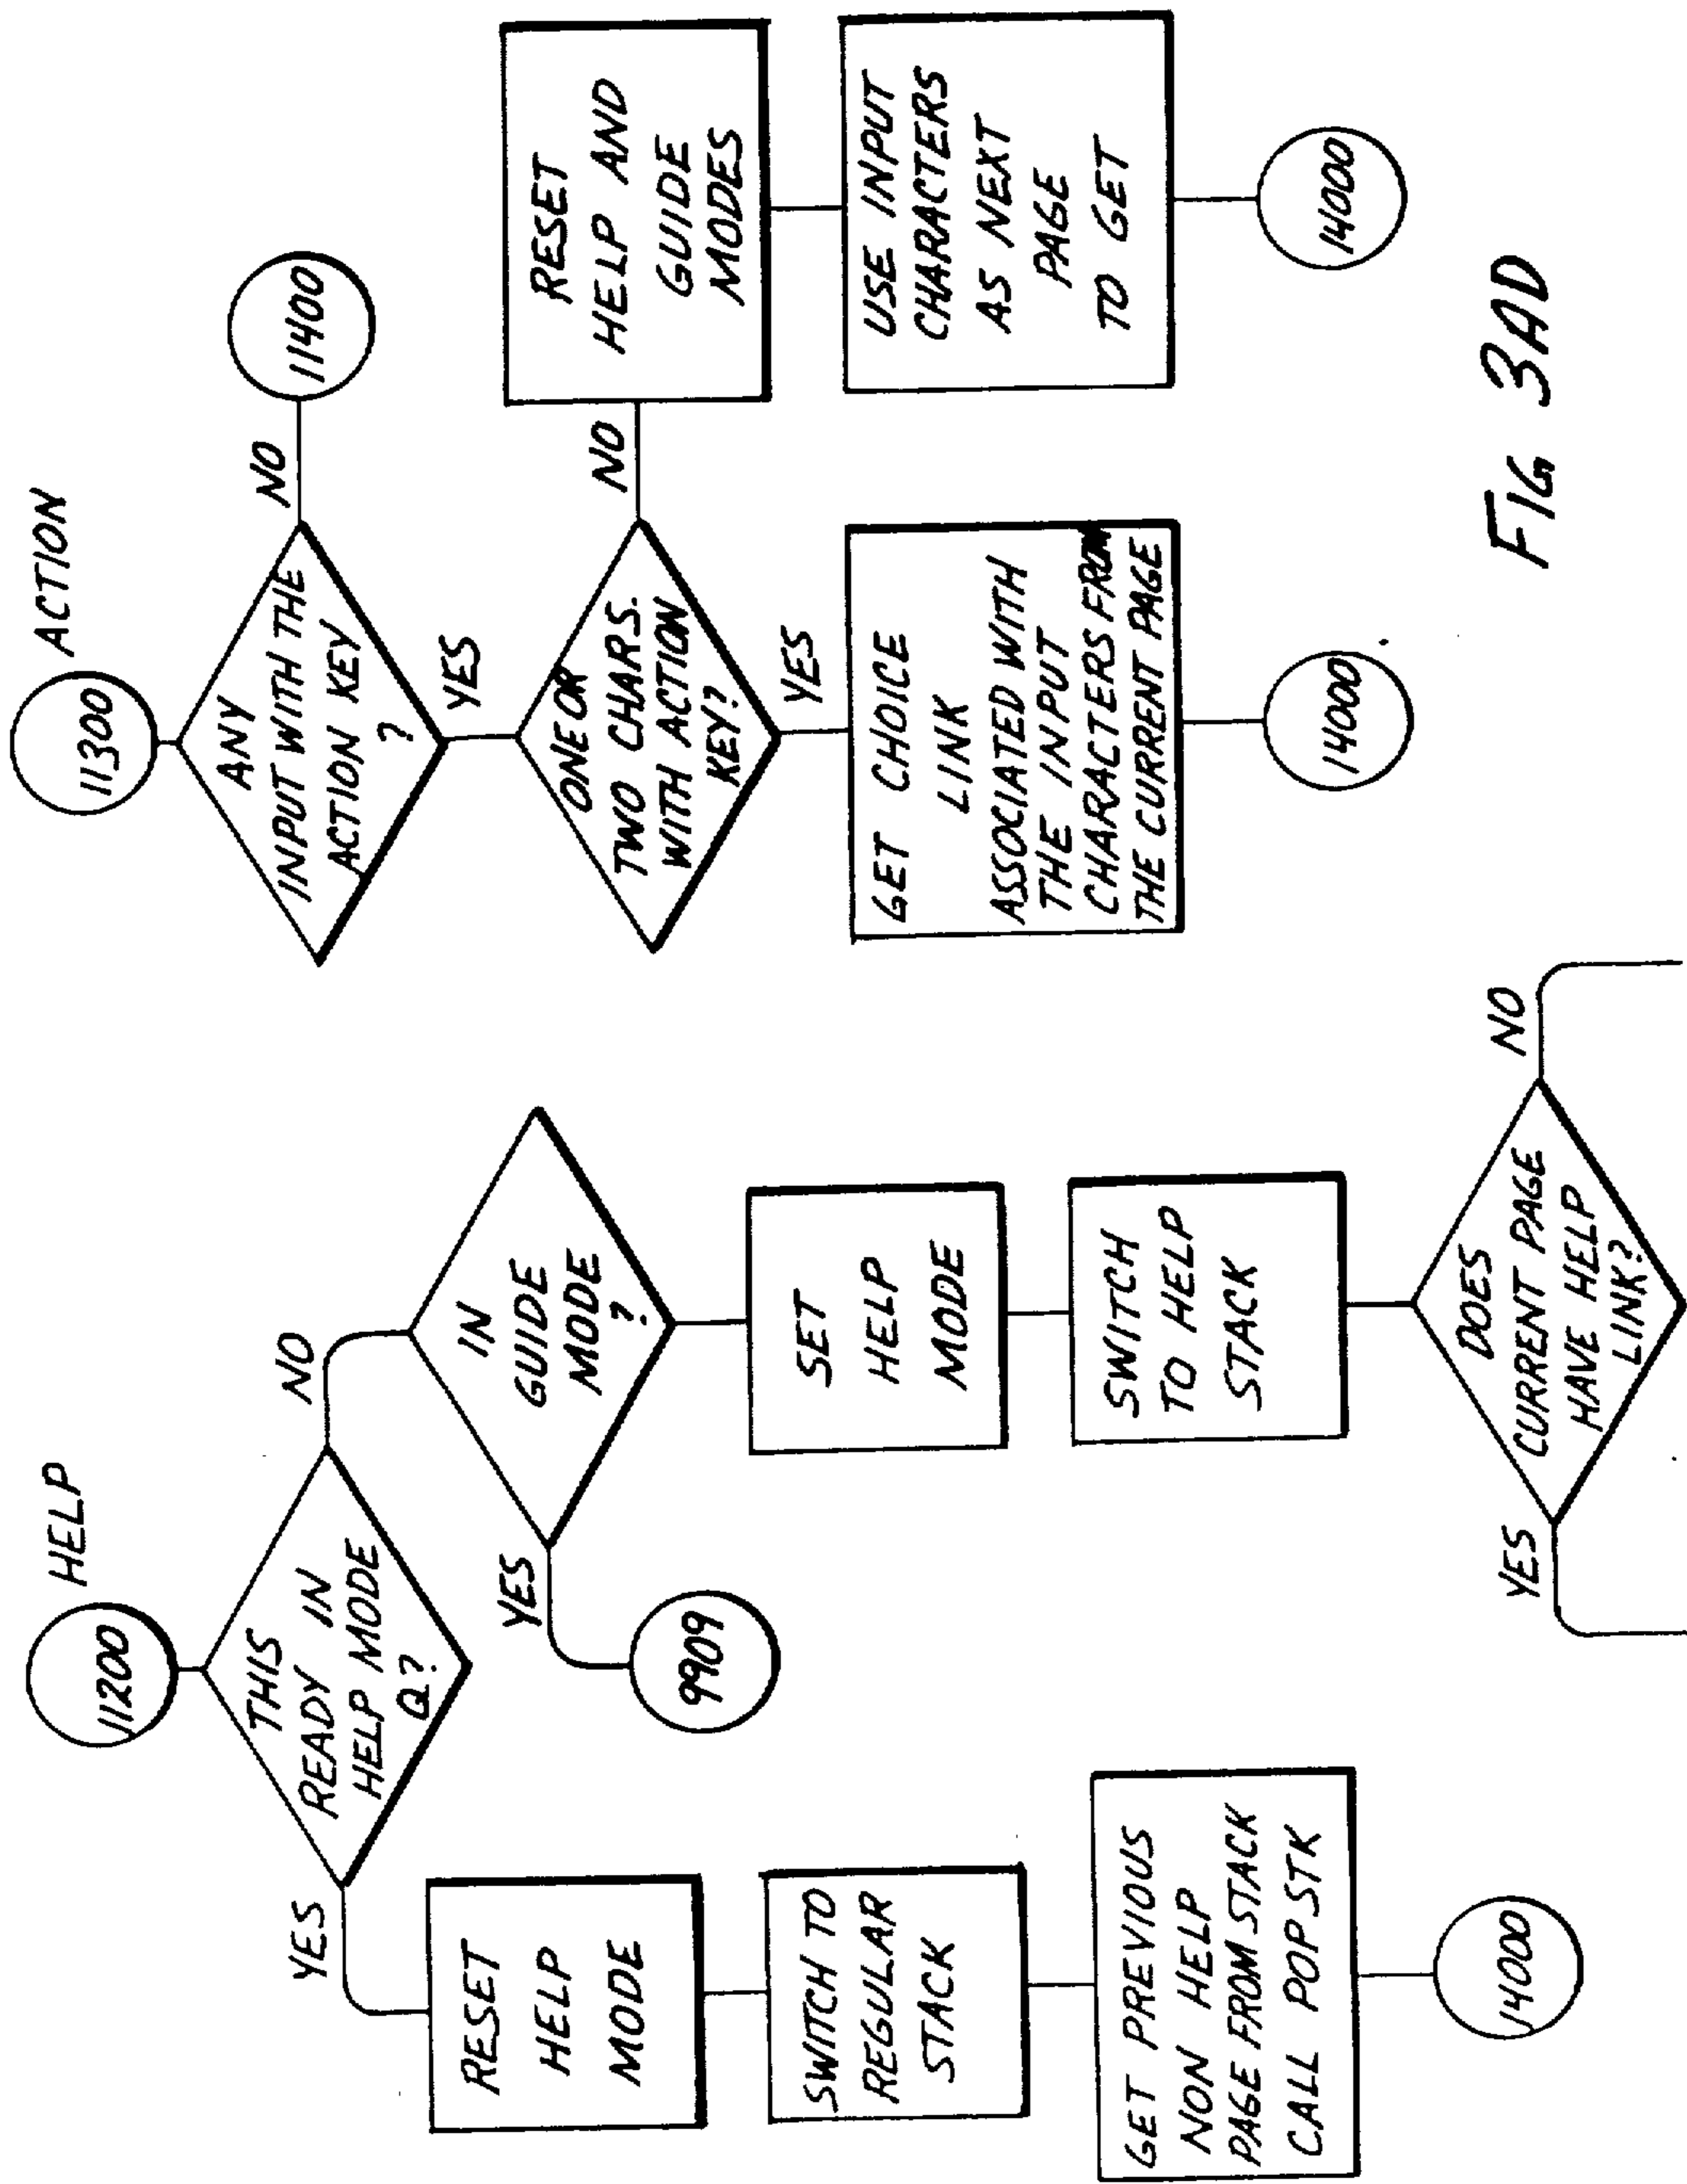 11200
HELP
THIS
READY IN
HELP MODE
Q?
YES
NO
RESET
HELP
MODE
SWITCH TO
REGULAR
STACK
GET PREVIOUS
NON HELP
PAGE FROM STACK
CALL POP STK
14000
IN
GUIDE
MODE
?
YES
9909
SET
HELP
MODE
SWITCH
TO HELP
STACK
DOES
CURRENT PAGE
HAVE HELP
LINK?
YES
NO
11300
ACTION
ANY
INPUT WITH THE
ACTION KEY
?
NO
11400
YES
ONE OR
TWO CHARS.
WITH ACTION
KEY?
NO
RESET
HELP AND
GUIDE
MODES
USE INPUT
CHARACTERS
AS NEXT
PAGE
TO GET
14000
YES
GET CHOICE
LINK
ASSOCIATED WITH
THE INPUT
CHARACTERS FROM
THE CURRENT PAGE
14000
FIG 3AD